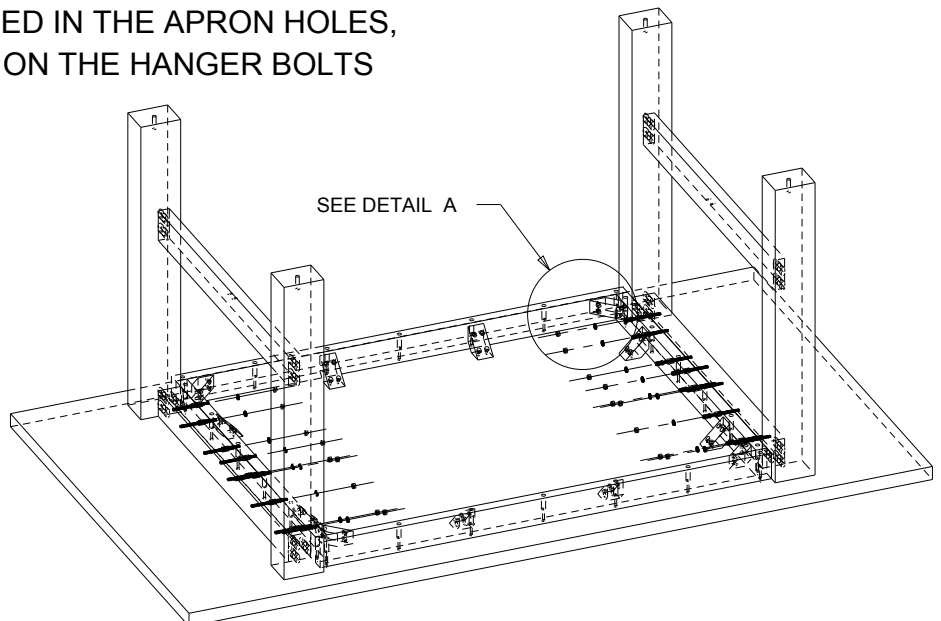 ED IN THE APRON HOLES,
ON THE HANGER BOLTS
SEE DETAIL A